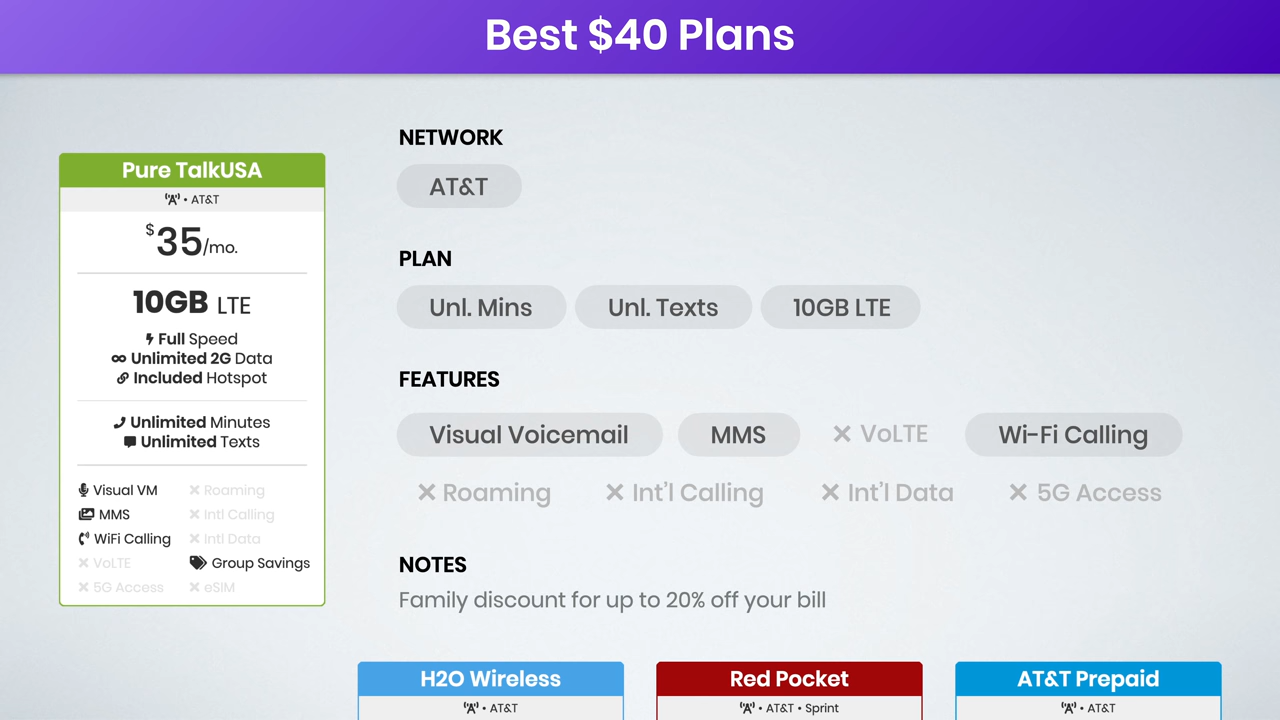 Best $40 Plans
Pure TalkUSA
• AT&T
$35/mo.
10GB LTE
Full Speed
Unlimited 2G Data
Included Hotspot
Unlimited Minutes
Unlimited Texts
Visual VM
Roaming
MMS
Intl Calling
WiFi Calling
Intl Data
VoLTE
Group Savings
5G Access
eSIM
NETWORK
AT&T
PLAN
Unl. Mins
Unl. Texts
10GB LTE
FEATURES
Visual Voicemail
MMS
VoLTE
Wi-Fi Calling
Roaming
Int'l Calling
Int'l Data
5G Access
NOTES
Family discount for up to 20% off your bill
H2O Wireless
• AT&T
Red Pocket
• AT&T • Sprint
AT&T Prepaid
• AT&T